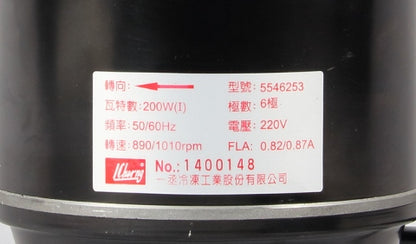 轉向: 型號: 5546253
瓦特數: 200W(I) 極數: 6極
頻率: 50/60Hz 電壓: 220V
轉速: 890/1010rpm FLA: 0.82/0.87A
No.: 1400148
一丞冷凍工業股份有限公司